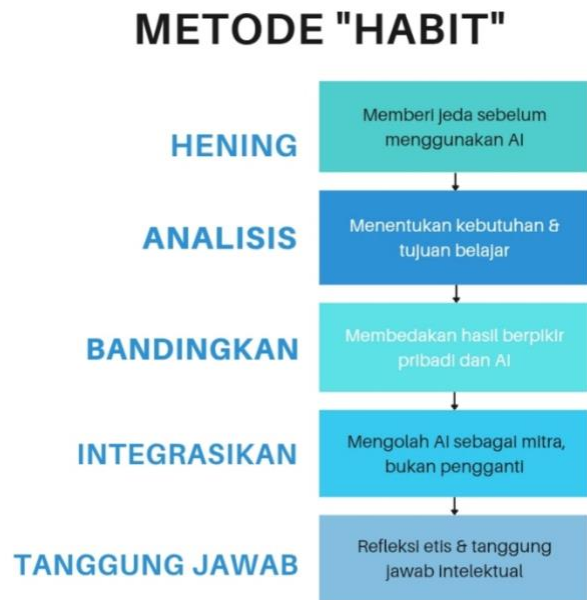 METODE "HABIT"
HENING
Memberi jeda sebelum
menggunakan AI
ANALISIS
Menentukan kebutuhan &
tujuan belajar
BANDINGKAN
Membedakan hasil berpikir
pribadi dan AI
INTEGRASIKAN
Mengolah AI sebagai mitra,
bukan pengganti
TANGGUNG JAWAB
Refleksi etis & tanggung
jawab intelektual